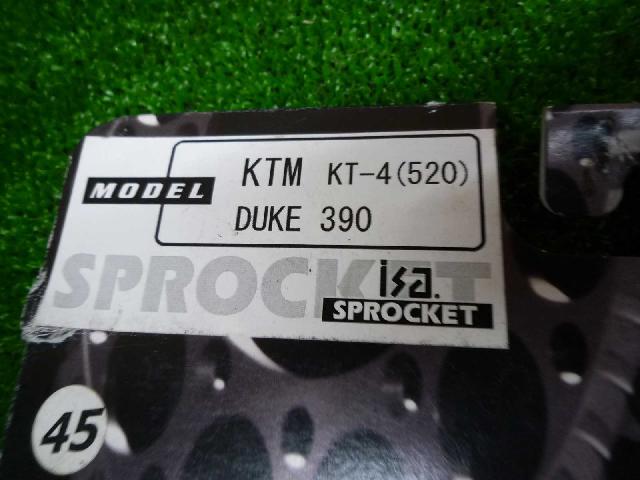 MODEL
KTM KT-4(520)
DUKE 390
SPROCKET
isa.
SPROCKET
45